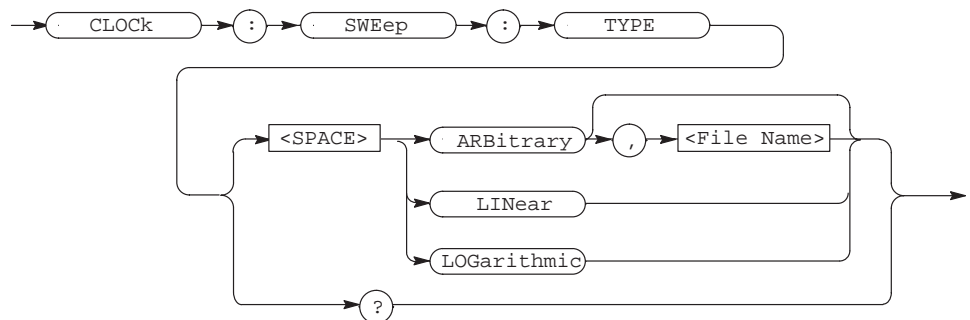 CLOCk : SWEep : TYPE
<SPACE> ARBitrary , <File Name>
LINear
LOGarithmic
?